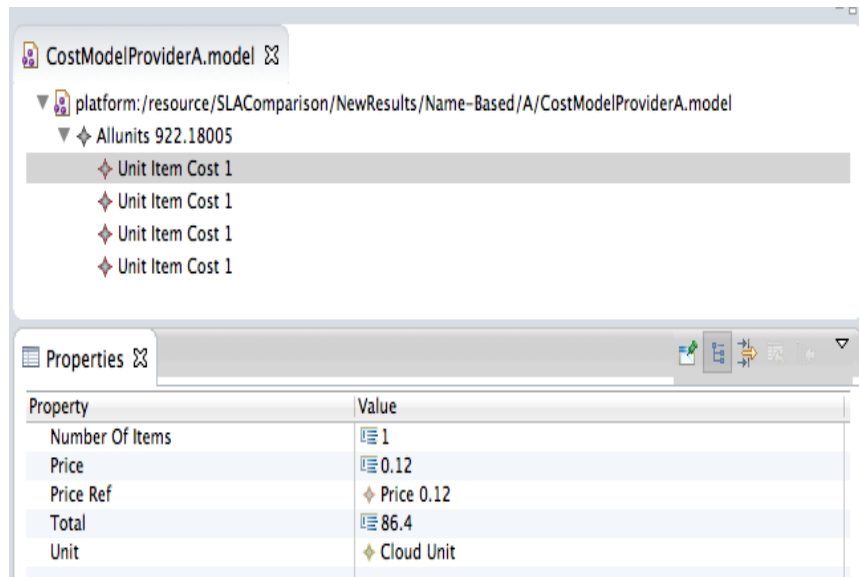 CostModelProviderA.model
platform:/resource/SLAComparison/NewResults/Name-Based/A/CostModelProviderA.model
Allunits 922.18005
Unit Item Cost 1
Unit Item Cost 1
Unit Item Cost 1
Unit Item Cost 1
Properties
Property Value
Number Of Items 1
Price 0.12
Price Ref Price 0.12
Total 86.4
Unit Cloud Unit